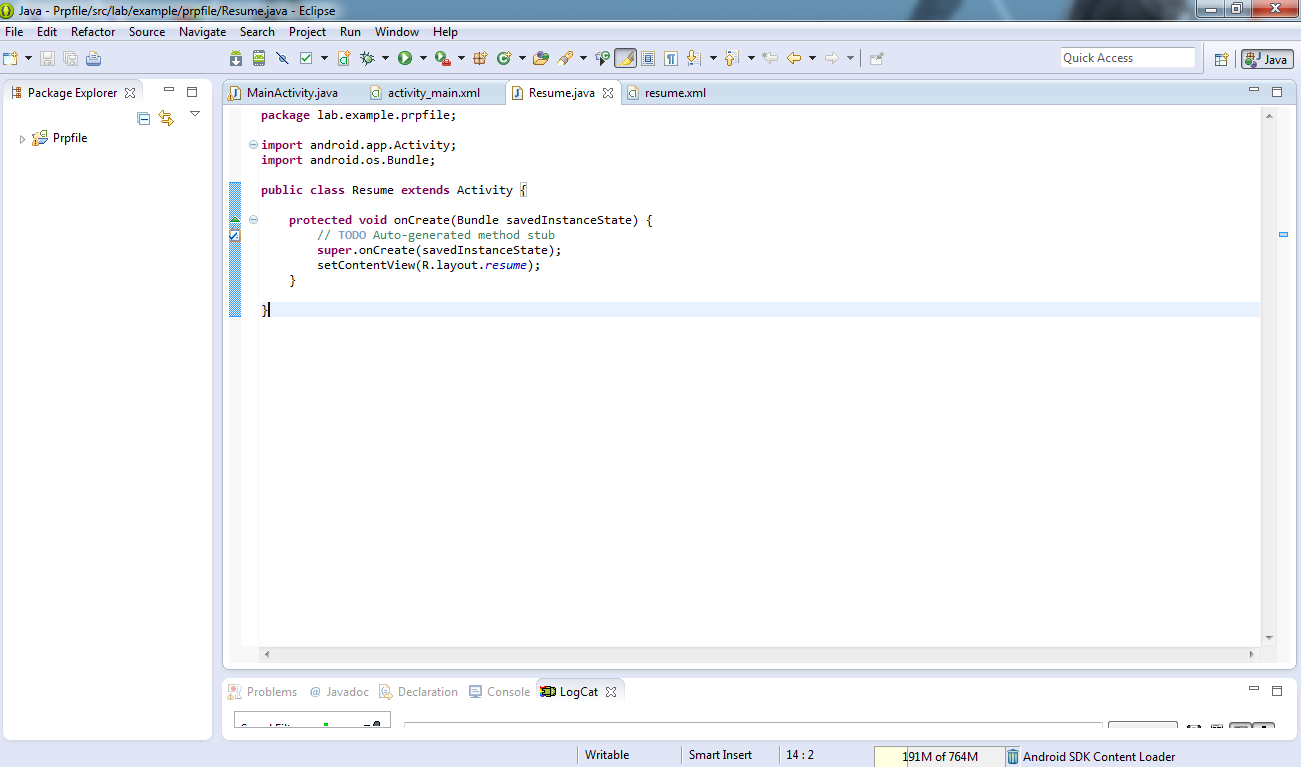 Java - Prpfile/src/lab/example/prpfile/Resume.java - Eclipse
File Edit Refactor Source Navigate Search Project Run Window Help
Quick Access
Java
Package Explorer
Prpfile
MainActivity.java activity_main.xml Resume.java resume.xml
package lab.example.prpfile;
import android.app.Activity;
import android.os.Bundle;
public class Resume extends Activity {
protected void onCreate(Bundle savedInstanceState) {
// TODO Auto-generated method stub
super.onCreate(savedInstanceState);
setContentView(R.layout.resume);
}
}
Problems @ Javadoc Declaration Console LogCat
Writable Smart Insert 14 : 2 191M of 764M Android SDK Content Loader